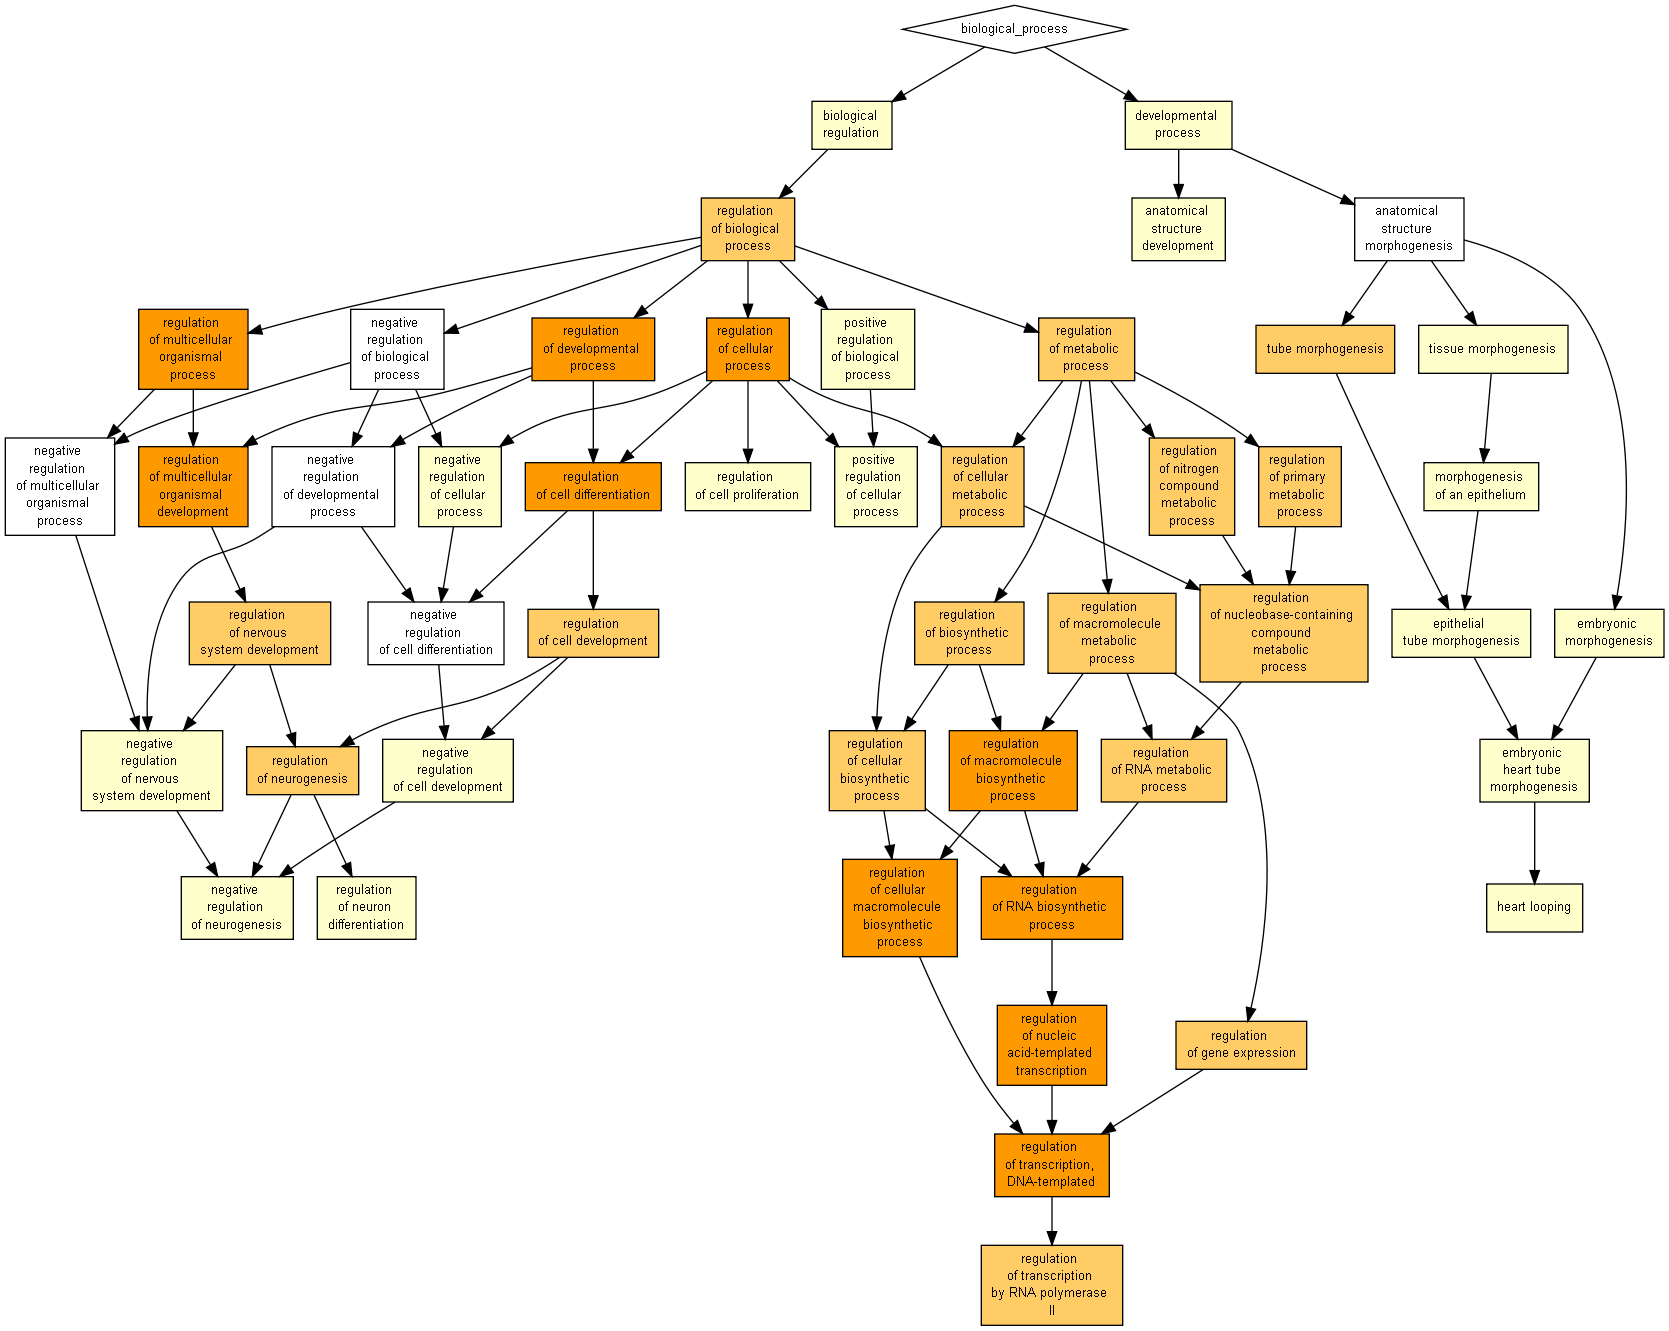 biological_process
biological
regulation
developmental
process
regulation
of biological
process
anatomical
structure
development
anatomical
structure
morphogenesis
regulation
of multicellular
organismal
process
negative
regulation
of biological
process
regulation
of developmental
process
regulation
of cellular
process
positive
regulation
of biological
process
regulation
of metabolic
process
tube morphogenesis
tissue morphogenesis
negative
regulation
of multicellular
organismal
process
regulation
of multicellular
organismal
development
negative
regulation
of developmental
process
negative
regulation
of cellular
process
regulation
of cell differentiation
regulation
of cell proliferation
positive
regulation
of cellular
process
regulation
of cellular
metabolic
process
regulation
of nitrogen
compound
metabolic
process
regulation
of primary
metabolic
process
morphogenesis
of an epithelium
regulation
of nervous
system development
negative
regulation
of cell differentiation
regulation
of cell development
regulation
of biosynthetic
process
regulation
of macromolecule
metabolic
process
regulation
of nucleobase-containing
compound
metabolic
process
epithelial
tube morphogenesis
embryonic
morphogenesis
negative
regulation
of nervous
system development
regulation
of neurogenesis
negative
regulation
of cell development
regulation
of cellular
biosynthetic
process
regulation
of macromolecule
biosynthetic
process
regulation
of RNA metabolic
process
embryonic
heart tube
morphogenesis
negative
regulation
of neurogenesis
regulation
of neuron
differentiation
regulation
of cellular
macromolecule
biosynthetic
process
regulation
of RNA biosynthetic
process
heart looping
regulation
of nucleic
acid-templated
transcription
regulation
of gene expression
regulation
of transcription,
DNA-templated
regulation
of transcription
by RNA polymerase
II